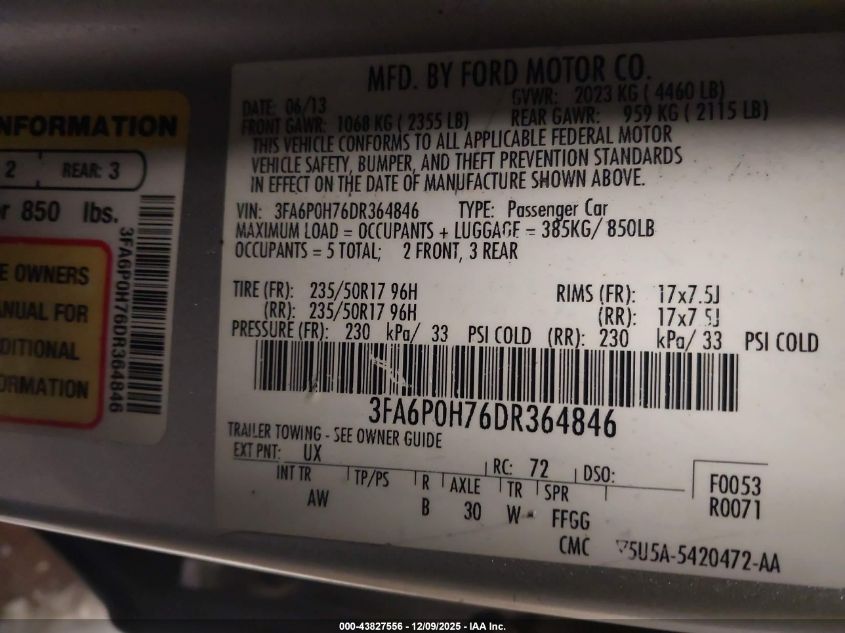 NFORMATION
2 REAR: 3
or 850 lbs.
E OWNERS
ANUAL FOR
DITIONAL
ORMATION
3FA6P0H76DR364846
MFD. BY FORD MOTOR CO.
DATE: 06/13 GVWR: 2023 KG ( 4460 LB)
FRONT GAWR: 1068 KG ( 2355 LB) REAR GAWR: 959 KG ( 2115 LB)
THIS VEHICLE CONFORMS TO ALL APPLICABLE FEDERAL MOTOR
VEHICLE SAFETY, BUMPER, AND THEFT PREVENTION STANDARDS
IN EFFECT ON THE DATE OF MANUFACTURE SHOWN ABOVE.
VIN: 3FA6P0H76DR364846 TYPE: Passenger Car
MAXIMUM LOAD = OCCUPANTS + LUGGAGE = 385KG/ 850LB
OCCUPANTS = 5 TOTAL; 2 FRONT, 3 REAR
TIRE (FR): 235/50R17 96H RIMS (FR): 17x7.5J
(RR): 235/50R17 96H (RR): 17x7.5J
PRESSURE (FR): 230 kPa/ 33 PSI COLD (RR): 230 kPa/ 33 PSI COLD
3FA6P0H76DR364846
TRAILER TOWING - SEE OWNER GUIDE
EXT PNT: UX RC: 72 DSO:
INT TR TP/PS R AXLE TR SPR F0053
AW B 30 W FFGG R0071
CMC 5U5A-5420472-AA
000-43827556 - 12/09/2025 - IAA Inc.